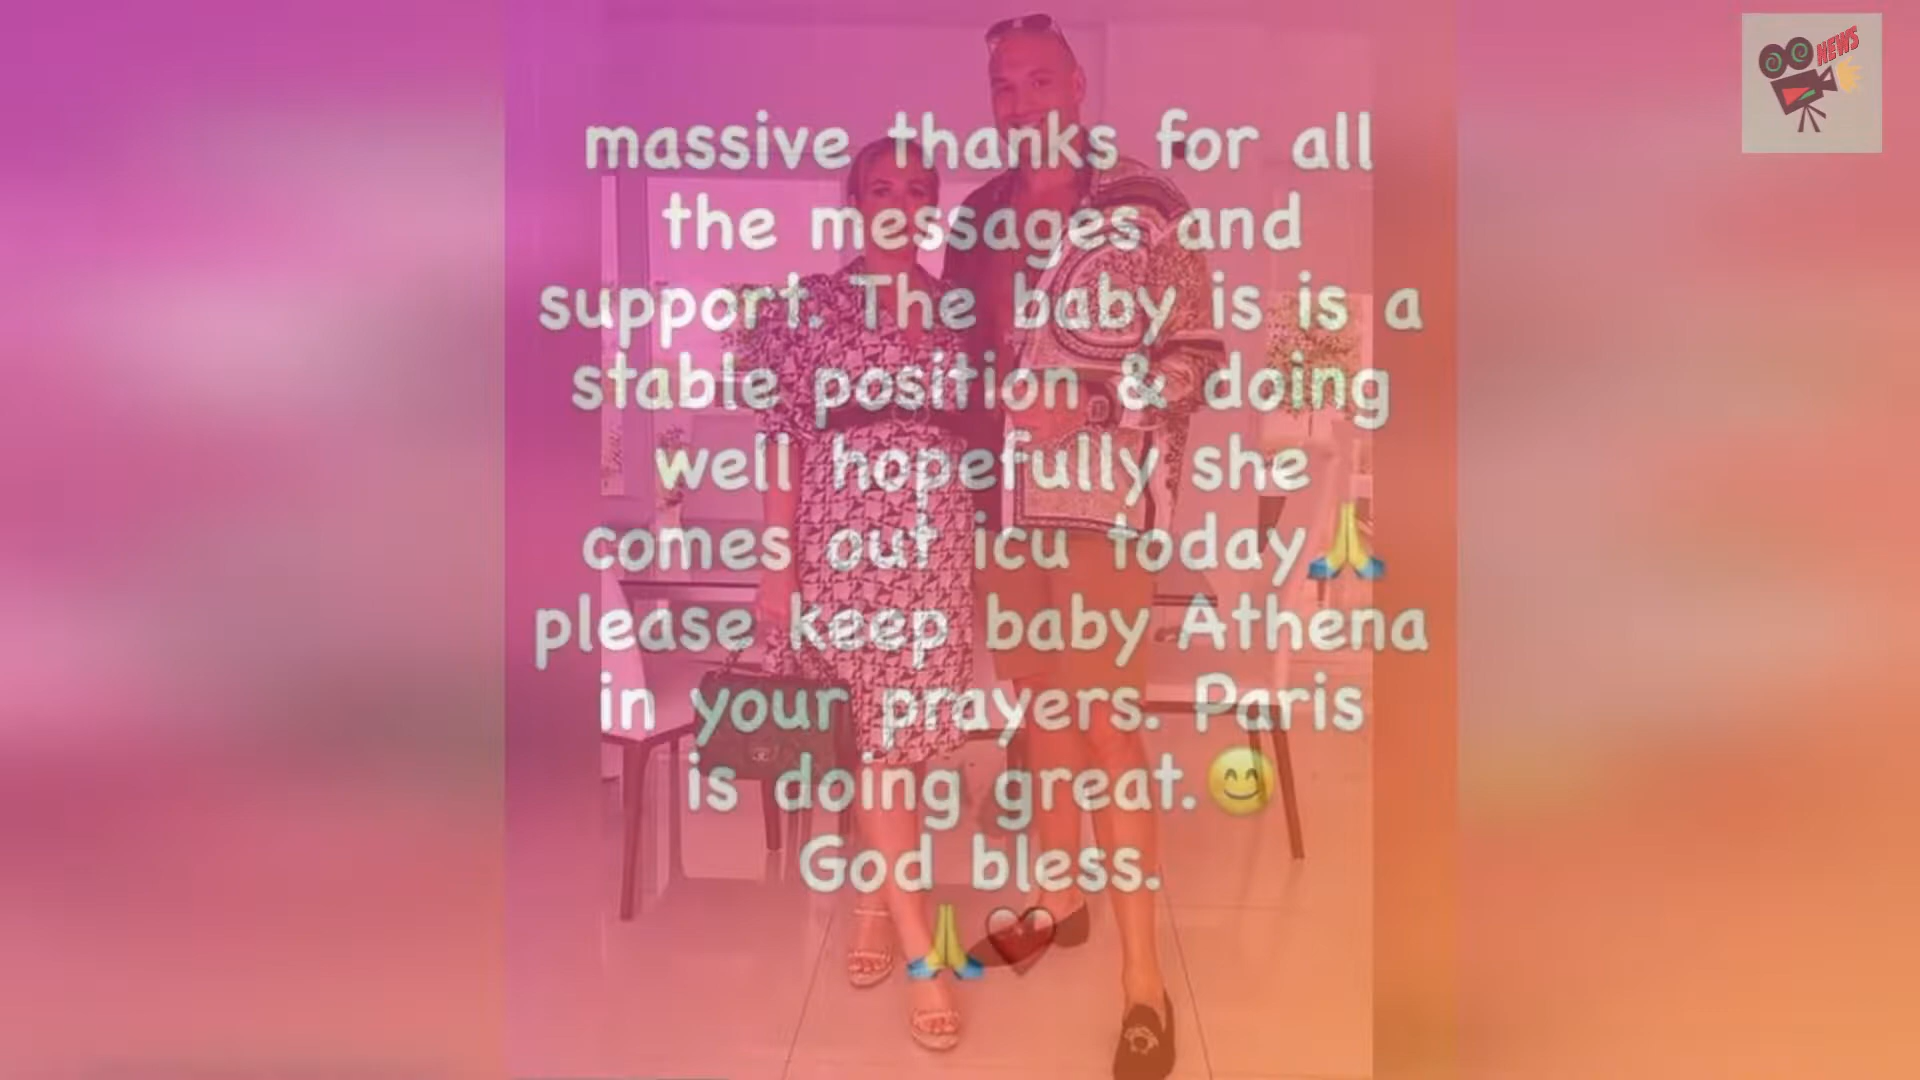 NEWS
massive thanks for all
the messages and
support. The baby is is a
stable position & doing
well hopefully she
comes out icu today🙏
please keep baby Athena
in your prayers. Paris
is doing great.😊
God bless.
🙏❤️